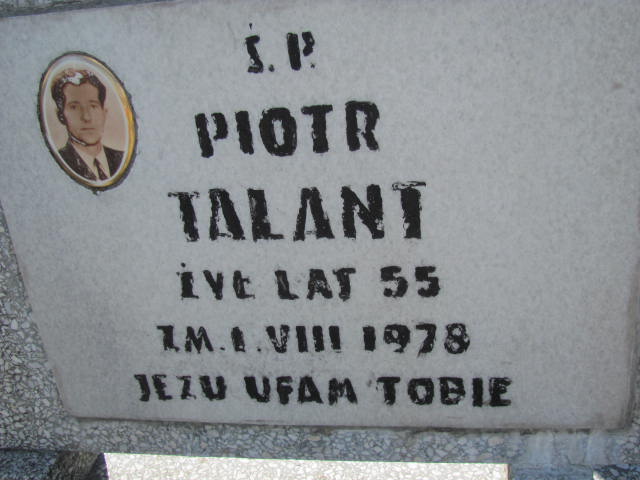 Ś.P.
PIOTR
TALANT
ŻYŁ LAT 55
ZM.1.VIII 1978
JEZU UFAM TOBIE